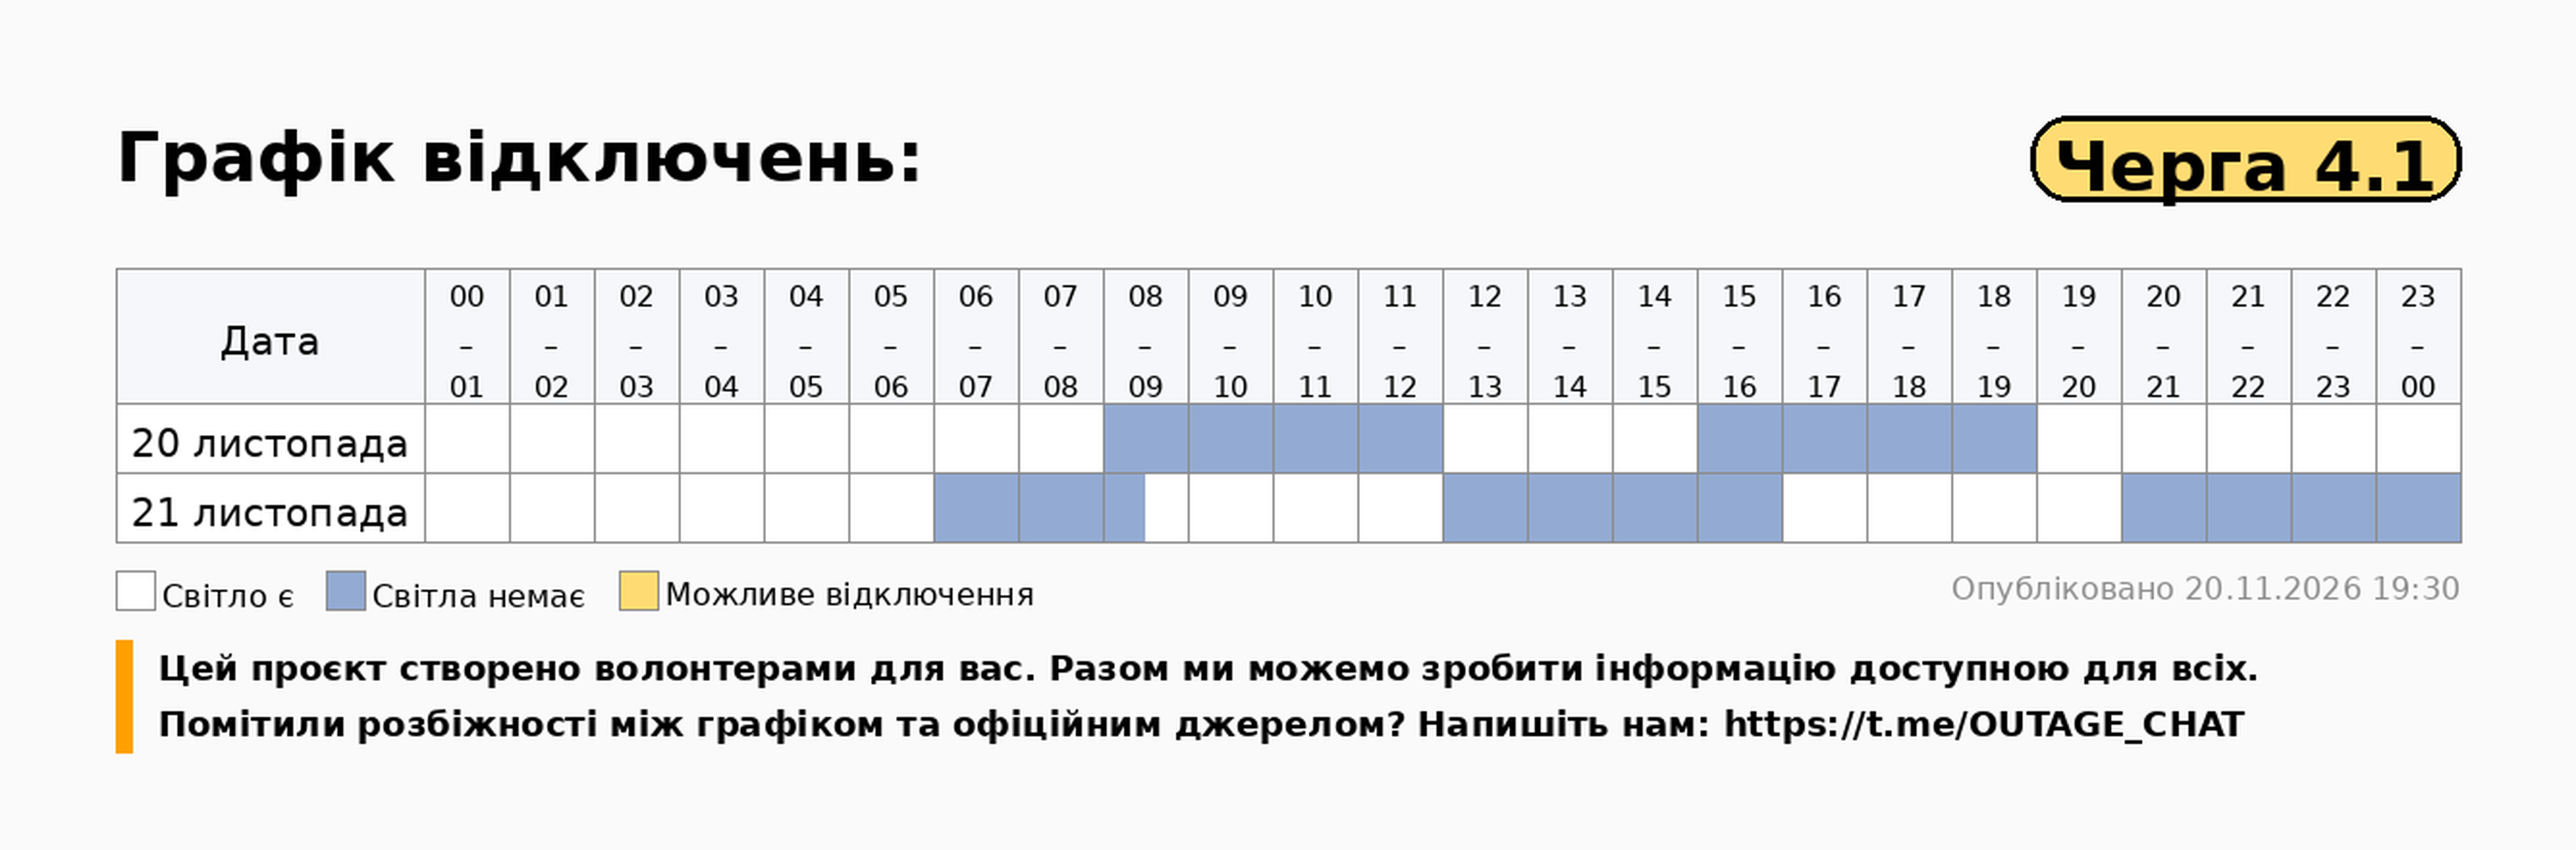 Графік відключень:
Черга 4.1
Дата
00 – 01
01 – 02
02 – 03
03 – 04
04 – 05
05 – 06
06 – 07
07 – 08
08 – 09
09 – 10
10 – 11
11 – 12
12 – 13
13 – 14
14 – 15
15 – 16
16 – 17
17 – 18
18 – 19
19 – 20
20 – 21
21 – 22
22 – 23
23 – 00
20 листопада
21 листопада
Світло є
Світла немає
Можливе відключення
Опубліковано 20.11.2026 19:30
Цей проєкт створено волонтерами для вас. Разом ми можемо зробити інформацію доступною для всіх.
Помітили розбіжності між графіком та офіційним джерелом? Напишіть нам: https://t.me/OUTAGE_CHAT